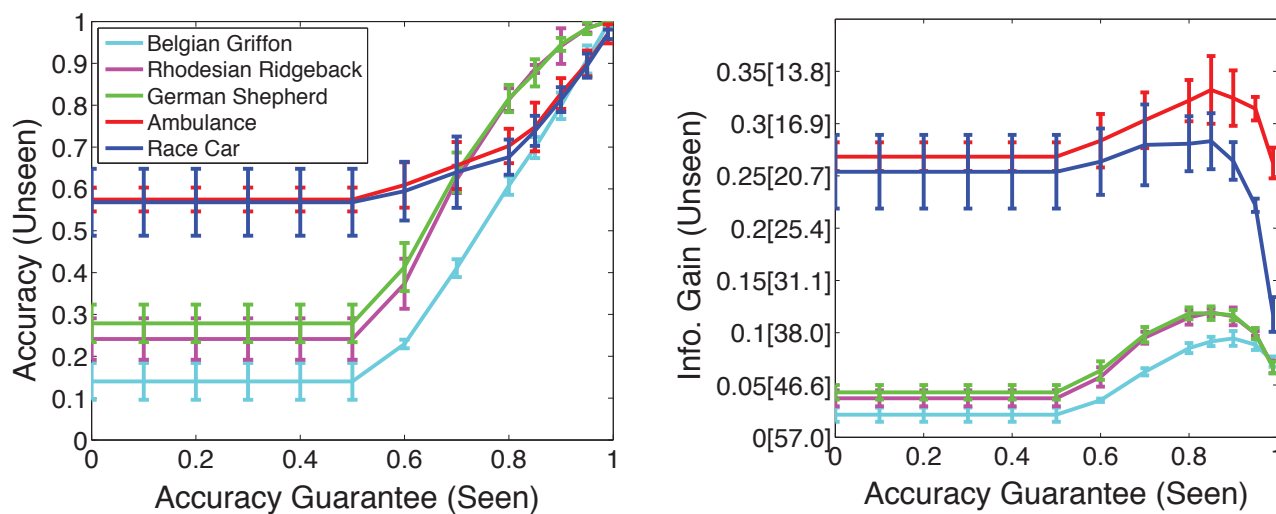 1
0.9
0.8
0.7
0.6
0.5
0.4
0.3
0.2
0.1
0
Accuracy (Unseen)
Belgian Griffon
Rhodesian Ridgeback
German Shepherd
Ambulance
Race Car
0 0.2 0.4 0.6 0.8 1
Accuracy Guarantee (Seen)
0.35[13.8]
0.3[16.9]
0.25[20.7]
0.2[25.4]
0.15[31.1]
0.1[38.0]
0.05[46.6]
0[57.0]
Info. Gain (Unseen)
0 0.2 0.4 0.6 0.8 1
Accuracy Guarantee (Seen)